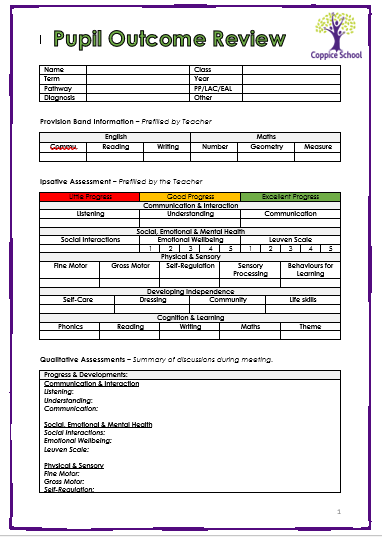 Pupil Outcome Review
Coppice School
Name Class
Term Year
Pathway PP/LAC/EAL
Diagnosis Other
Provision Band Information – Prefilled by Teacher
English Maths
Reading Writing Number Geometry Measure
Ipsative Assessment – Prefilled by the Teacher
Little Progress Good Progress Excellent Progress
Communication & Interaction
Listening Understanding Communication
Social, Emotional & Mental Health
Social Interactions Emotional Wellbeing Leuven Scale
1 2 3 4 5 1 2 3 4 5
Physical & Sensory
Fine Motor Gross Motor Self-Regulation Sensory Processing Behaviours for Learning
Developing Independence
Self-Care Dressing Community Life skills
Cognition & Learning
Phonics Reading Writing Maths Theme
Qualitative Assessments – Summary of discussions during meeting.
Progress & Developments:
Communication & Interaction
Listening:
Understanding:
Communication:
Social, Emotional & Mental Health
Social Interactions:
Emotional Wellbeing:
Leuven Scale:
Physical & Sensory
Fine Motor:
Gross Motor:
Self-Regulation:
1